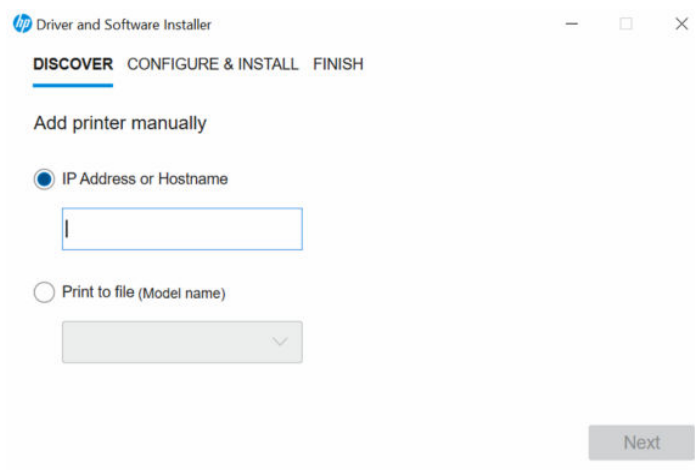 hp Driver and Software Installer
DISCOVER CONFIGURE & INSTALL FINISH
Add printer manually
IP Address or Hostname
Print to file (Model name)
Next